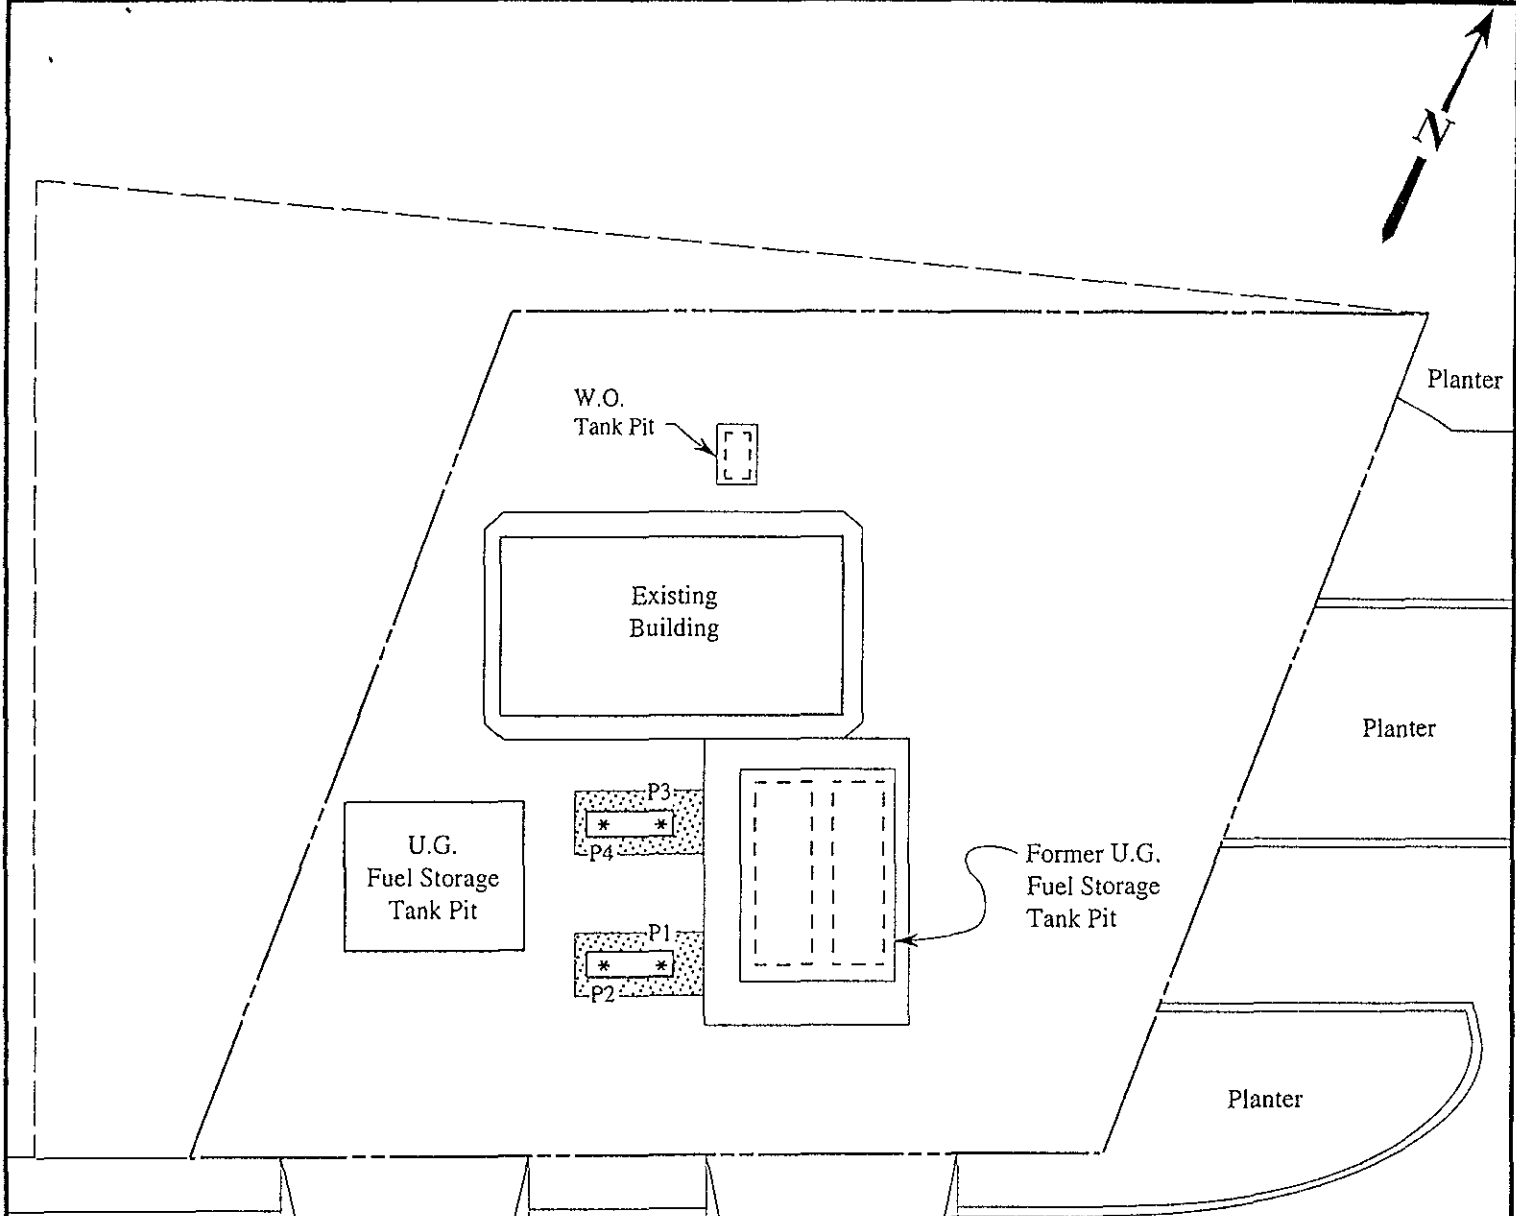 N
Planter
W.O.
Tank Pit
Existing
Building
Planter
P3
* *
P4
U.G.
Fuel Storage
Tank Pit
Former U.G.
Fuel Storage
Tank Pit
P1
* *
P2
Planter